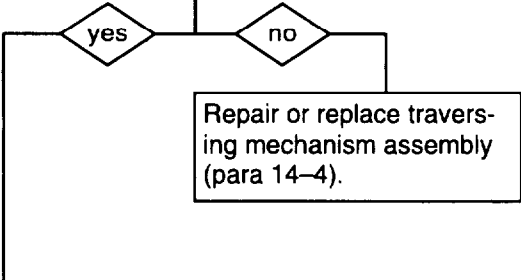 yes
no
Repair or replace travers-
ing mechanism assembly
(para 14–4).